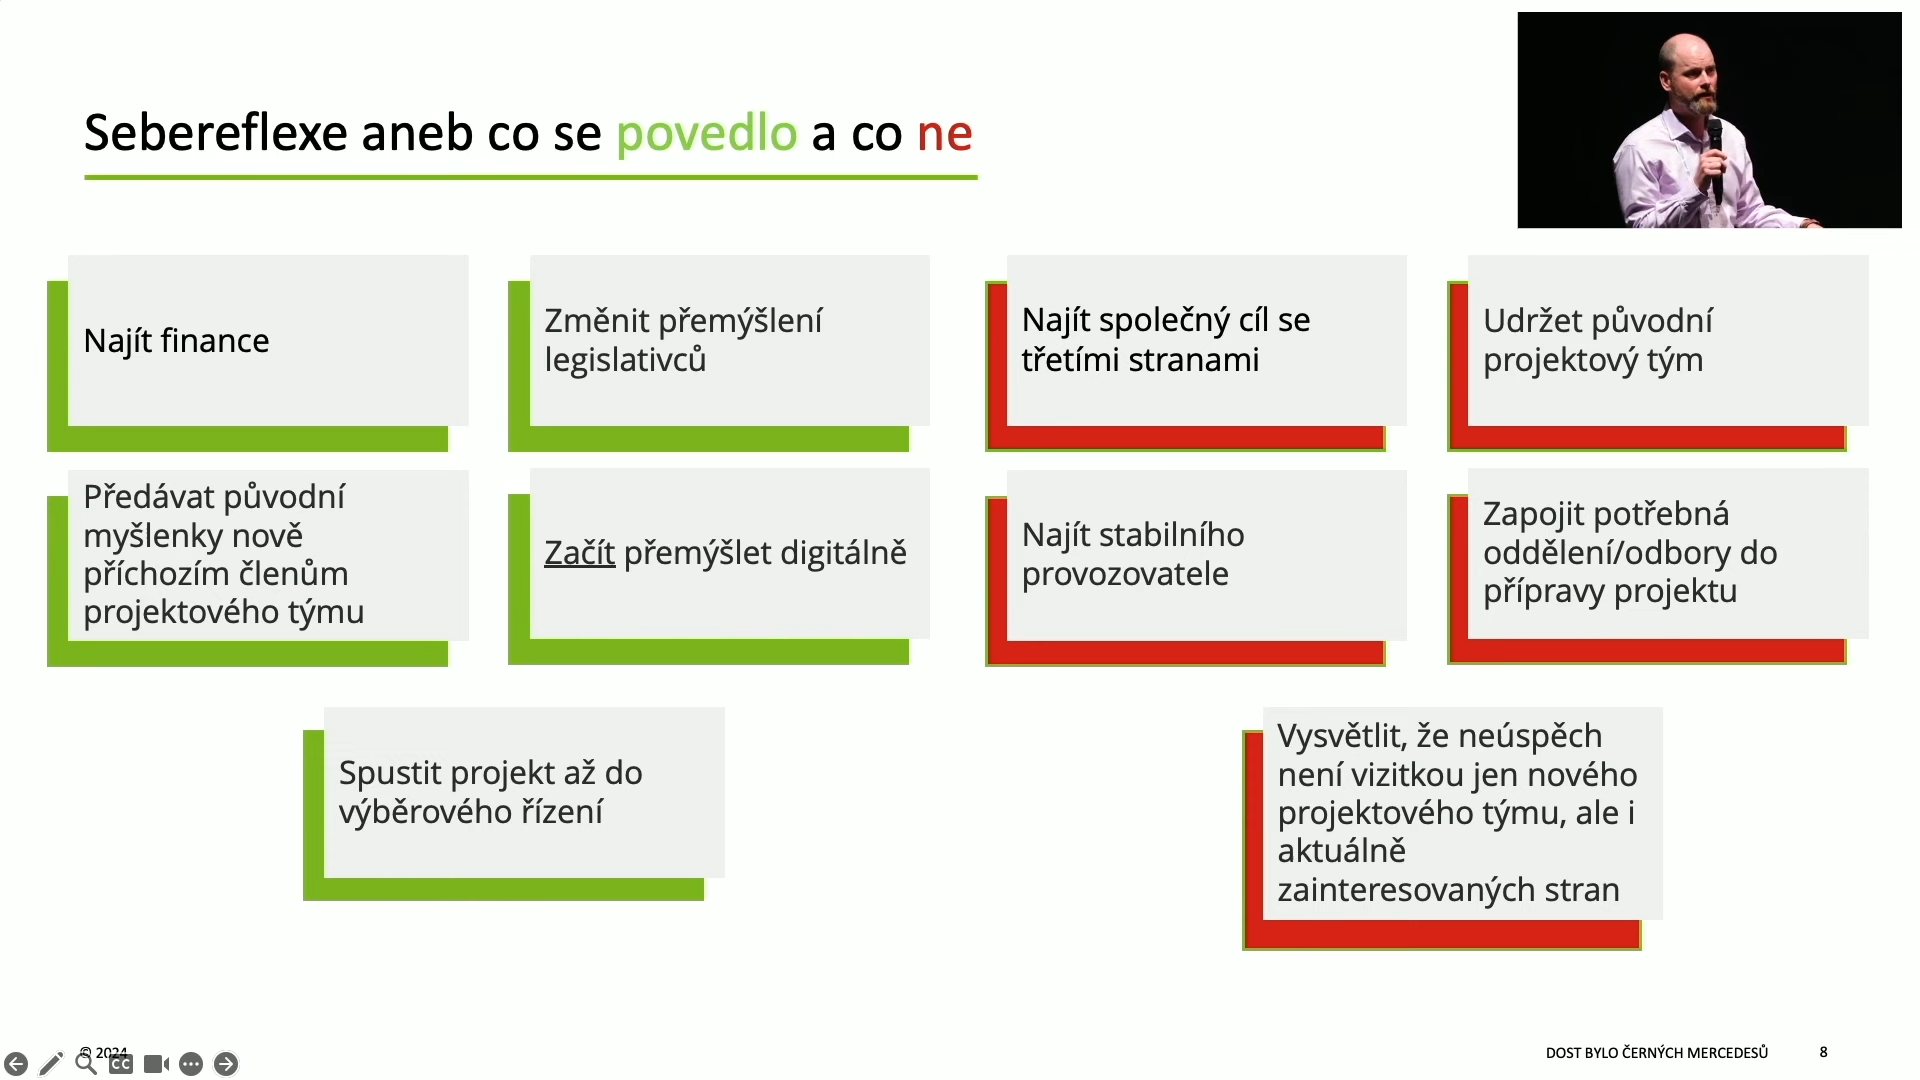 Sebereflexe aneb co se povedlo a co ne
Najít finance
Změnit přemýšlení
legislativců
Najít společný cíl se
třetími stranami
Udržet původní
projektový tým
Předávat původní
myšlenky nově
příchozím členům
projektového týmu
Začít přemýšlet digitálně
Najít stabilního
provozovatele
Zapojit potřebná
oddělení/odbory do
přípravy projektu
Spustit projekt až do
výběrového řízení
Vysvětlit, že neúspěch
není vizitkou jen nového
projektového týmu, ale i
aktuálně
zainteresovaných stran
© 2024
CC
DOST BYLO ČERNÝCH MERCEDESŮ
8